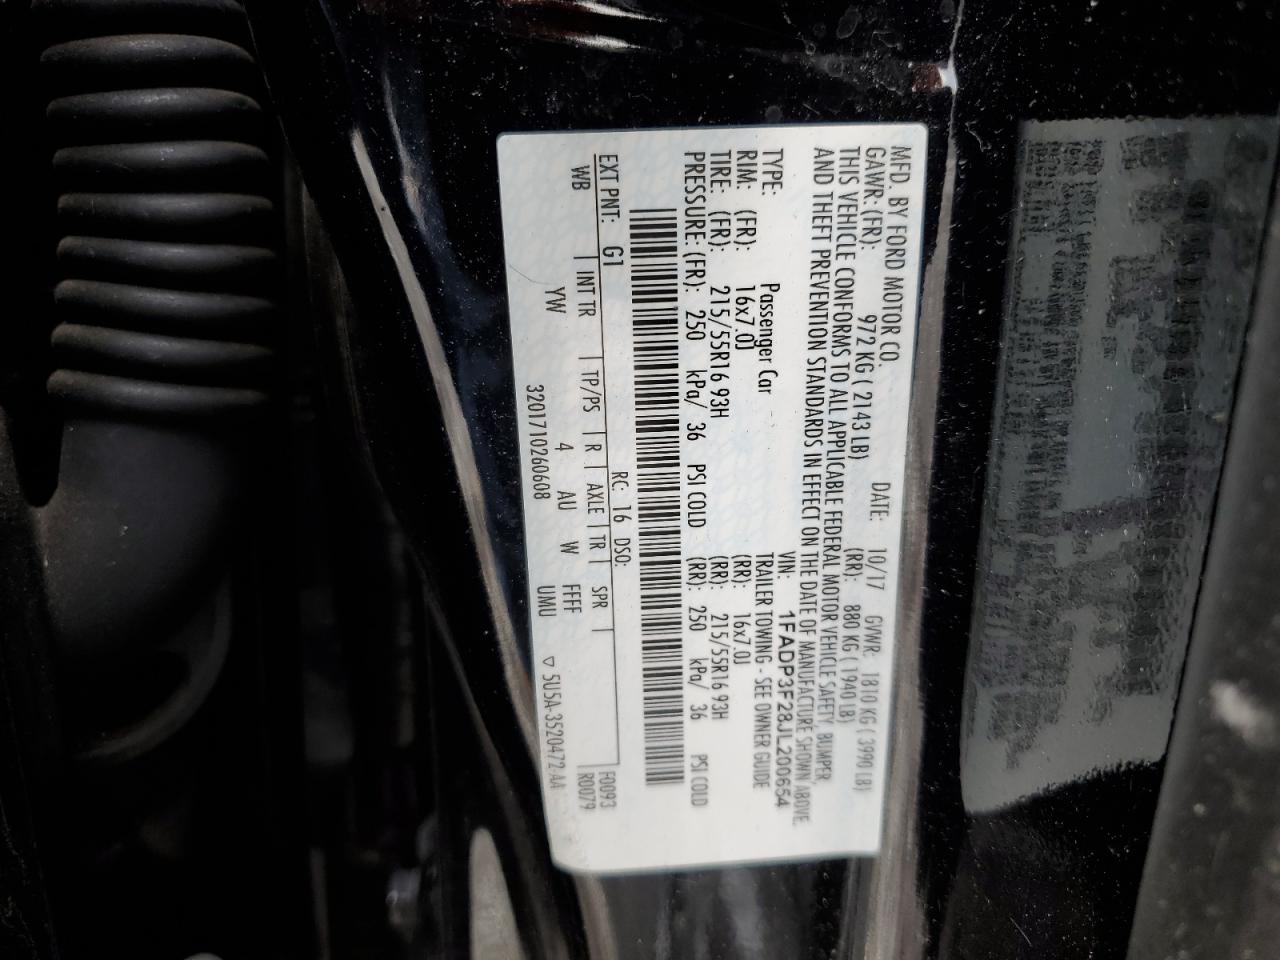 MFD. BY FORD MOTOR CO. DATE: 10/17 GVWR: 1810 KG ( 3990 LB)
GAWR: (FR): 972 KG ( 2143 LB) (RR): 880 KG ( 1940 LB)
THIS VEHICLE CONFORMS TO ALL APPLICABLE FEDERAL MOTOR VEHICLE SAFETY, BUMPER,
AND THEFT PREVENTION STANDARDS IN EFFECT ON THE DATE OF MANUFACTURE SHOWN ABOVE.
VIN: 1FADP3F28JL200654
TYPE: Passenger Car TRAILER TOWING - SEE OWNER GUIDE
RIM: (FR): 16x7.0J (RR): 16x7.0J
TIRE: (FR): 215/55R16 93H (RR): 215/55R16 93H
PRESSURE: (FR): 250 kPa/ 36 PSI COLD (RR): 250 kPa/ 36 PSI COLD
EXT PNT: G1 RC: 16 DSO: F0093
WB | INT TR | TP/PS | R | AXLE | TR | SPR R0079
YW 4 AU W FFFF
3201710260608 UMU ▽ 5U5A-3520472-AA